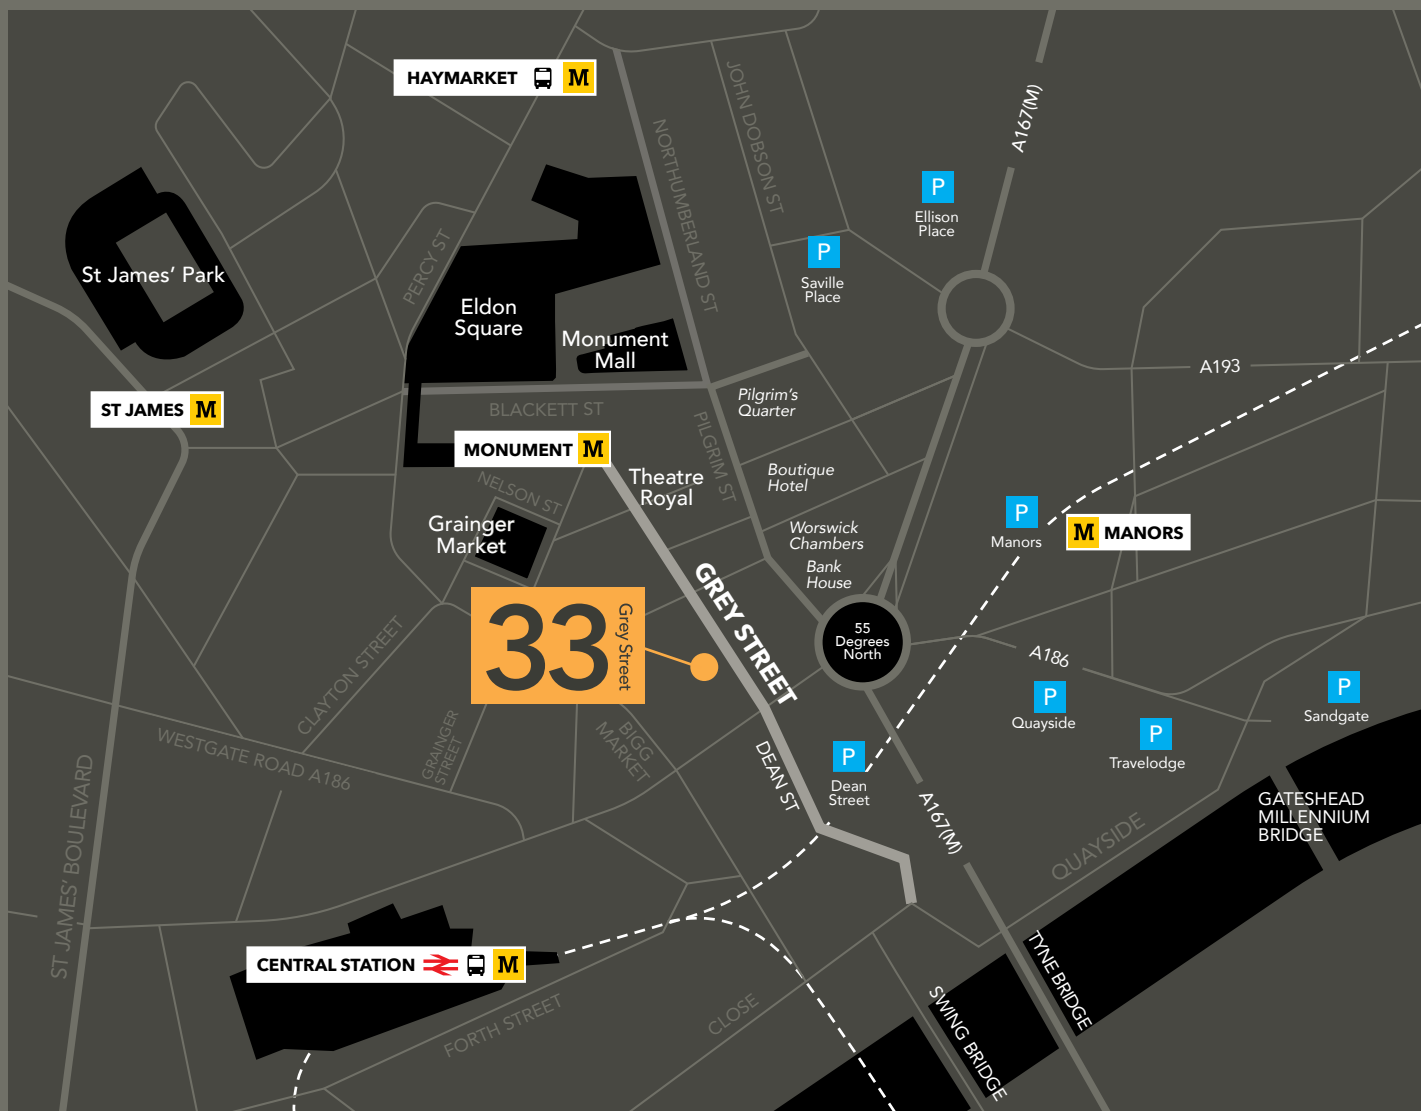 HAYMARKET M
A167(M)
JOHN DOBSON ST
NORTHUMBERLAND ST
P
Ellison
Place
P
Saville
Place
St James' Park
PERCY ST
Eldon
Square
Monument
Mall
A193
ST JAMES M
BLACKETT ST
Pilgrim's
Quarter
MONUMENT M
PILGRIM ST
Theatre
Royal
Boutique
Hotel
NELSON ST
Grainger
Market
Worswick
Chambers
Bank
House
P
Manors
M MANORS
GREY STREET
33
Grey Street
55
Degrees
North
A186
CLAYTON STREET
P
Quayside
P
Sandgate
P
Travelodge
GRAINGER
STREET
BIGG
MARKET
WESTGATE ROAD A186
DEAN ST
P
Dean
Street
A167(M)
GATESHEAD
MILLENNIUM
BRIDGE
QUAYSIDE
ST JAMES' BOULEVARD
CENTRAL STATION M
FORTH STREET
CLOSE
TYNE BRIDGE
SWING BRIDGE